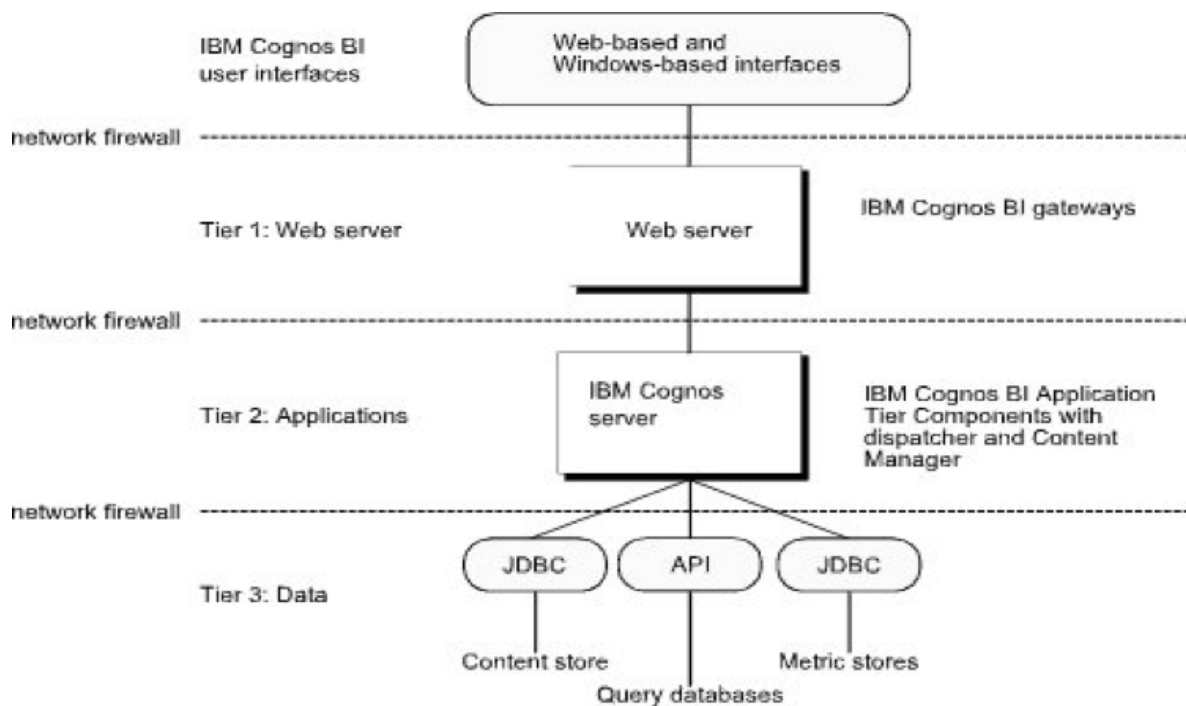 IBM Cognos BI
user interfaces
Web-based and
Windows-based interfaces
network firewall
Tier 1: Web server
Web server
IBM Cognos BI gateways
network firewall
Tier 2: Applications
IBM Cognos
server
IBM Cognos BI Application
Tier Components with
dispatcher and Content
Manager
network firewall
JDBC
API
JDBC
Tier 3: Data
Content store
Metric stores
Query databases